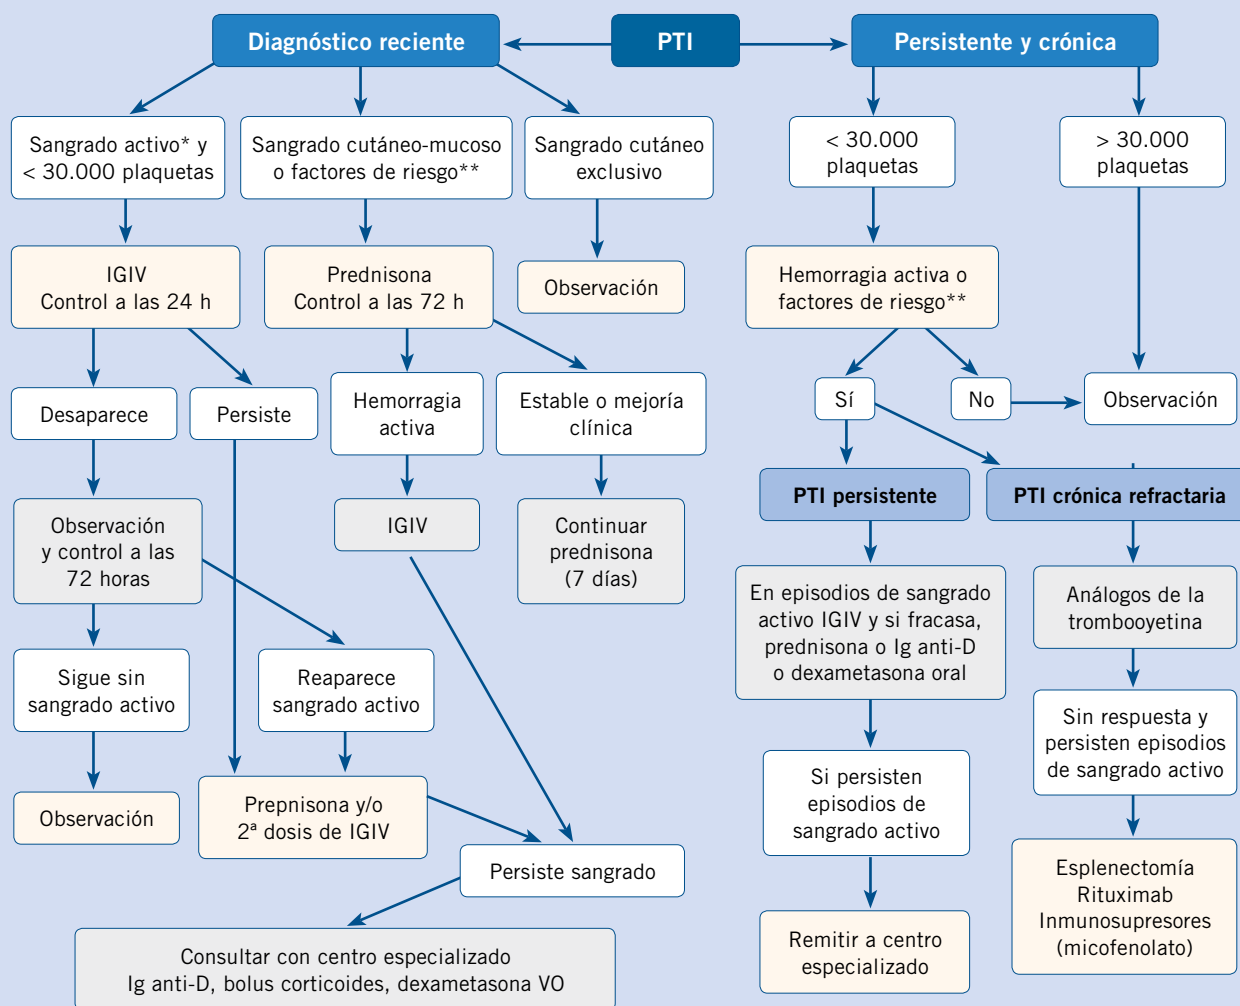 PTI
Diagnóstico reciente
Sangrado activo* y
< 30.000 plaquetas
Sangrado cutáneo-mucoso
o factores de riesgo**
Sangrado cutáneo
exclusivo
IGIV
Control a las 24 h
Prednisona
Control a las 72 h
Observación
Desaparece
Persiste
Hemorragia
activa
Estable o mejoría
clínica
Observación
y control a las
72 horas
IGIV
Continuar
prednisona
(7 días)
Sigue sin
sangrado activo
Reaparece
sangrado activo
Observación
Prepnisona y/o
2ª dosis de IGIV
Persiste sangrado
Consultar con centro especializado
Ig anti-D, bolus corticoides, dexametasona VO
Persistente y crónica
< 30.000
plaquetas
> 30.000
plaquetas
Hemorragia activa o
factores de riesgo**
Sí
No
Observación
PTI persistente
PTI crónica refractaria
En episodios de sangrado
activo IGIV y si fracasa,
prednisona o Ig anti-D
o dexametasona oral
Análogos de la
trombooyetina
Si persisten
episodios de
sangrado activo
Sin respuesta y
persisten episodios
de sangrado activo
Remitir a centro
especializado
Esplenectomía
Rituximab
Inmunosupresores
(micofenolato)